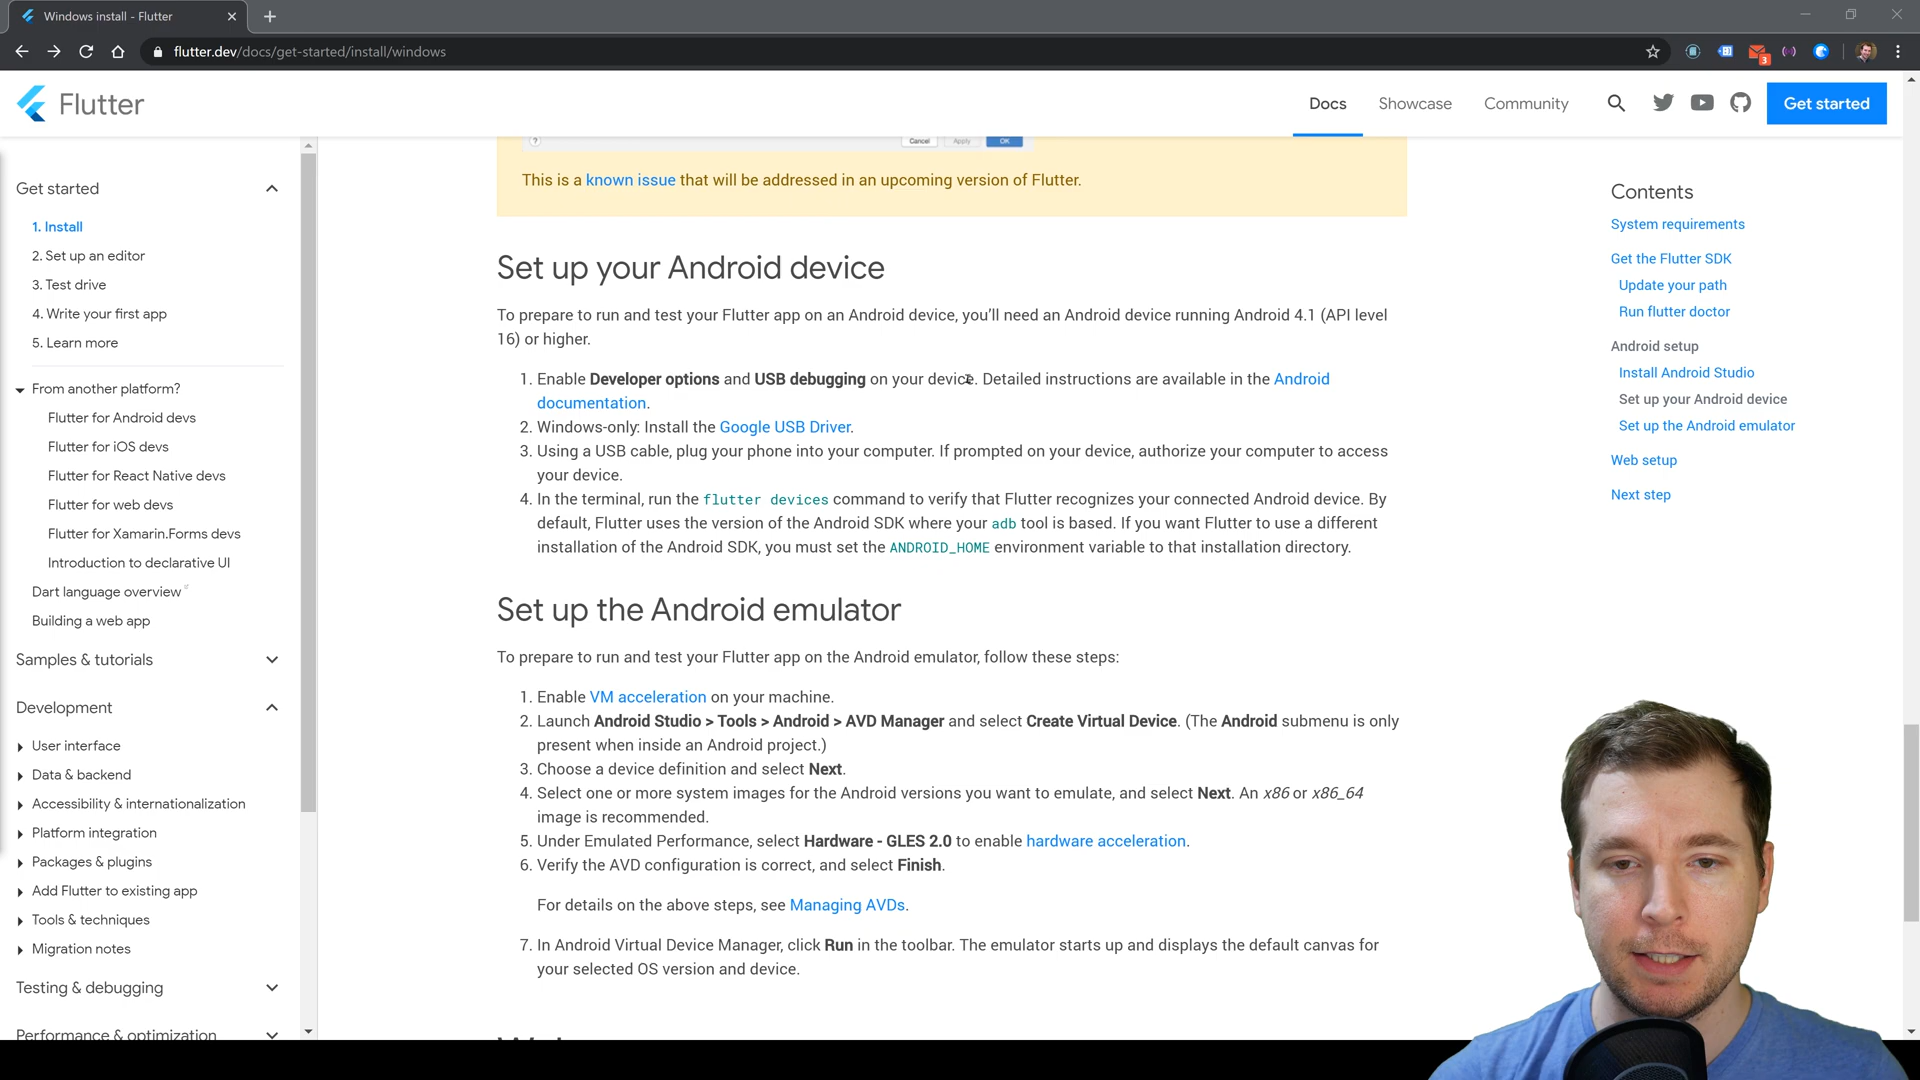 Windows install - Flutter
flutter.dev/docs/get-started/install/windows
3
Flutter
Docs
Showcase
Community
Get started
Cancel
Apply
OK
This is a known issue that will be addressed in an upcoming version of Flutter.
Get started
1. Install
2. Set up an editor
3. Test drive
4. Write your first app
5. Learn more
From another platform?
Flutter for Android devs
Flutter for iOS devs
Flutter for React Native devs
Flutter for web devs
Flutter for Xamarin.Forms devs
Introduction to declarative UI
Dart language overview
Building a web app
Samples & tutorials
Development
User interface
Data & backend
Accessibility & internationalization
Platform integration
Packages & plugins
Add Flutter to existing app
Tools & techniques
Migration notes
Testing & debugging
Performance & optimization
Set up your Android device
To prepare to run and test your Flutter app on an Android device, you'll need an Android device running Android 4.1 (API level
16) or higher.
1. Enable Developer options and USB debugging on your device. Detailed instructions are available in the Android
documentation.
2. Windows-only: Install the Google USB Driver.
3. Using a USB cable, plug your phone into your computer. If prompted on your device, authorize your computer to access
your device.
4. In the terminal, run the flutter devices command to verify that Flutter recognizes your connected Android device. By
default, Flutter uses the version of the Android SDK where your adb tool is based. If you want Flutter to use a different
installation of the Android SDK, you must set the ANDROID_HOME environment variable to that installation directory.
Set up the Android emulator
To prepare to run and test your Flutter app on the Android emulator, follow these steps:
1. Enable VM acceleration on your machine.
2. Launch Android Studio > Tools > Android > AVD Manager and select Create Virtual Device. (The Android submenu is only
present when inside an Android project.)
3. Choose a device definition and select Next.
4. Select one or more system images for the Android versions you want to emulate, and select Next. An x86 or x86_64
image is recommended.
5. Under Emulated Performance, select Hardware - GLES 2.0 to enable hardware acceleration.
6. Verify the AVD configuration is correct, and select Finish.
For details on the above steps, see Managing AVDs.
7. In Android Virtual Device Manager, click Run in the toolbar. The emulator starts up and displays the default canvas for
your selected OS version and device.
Contents
System requirements
Get the Flutter SDK
Update your path
Run flutter doctor
Android setup
Install Android Studio
Set up your Android device
Set up the Android emulator
Web setup
Next step